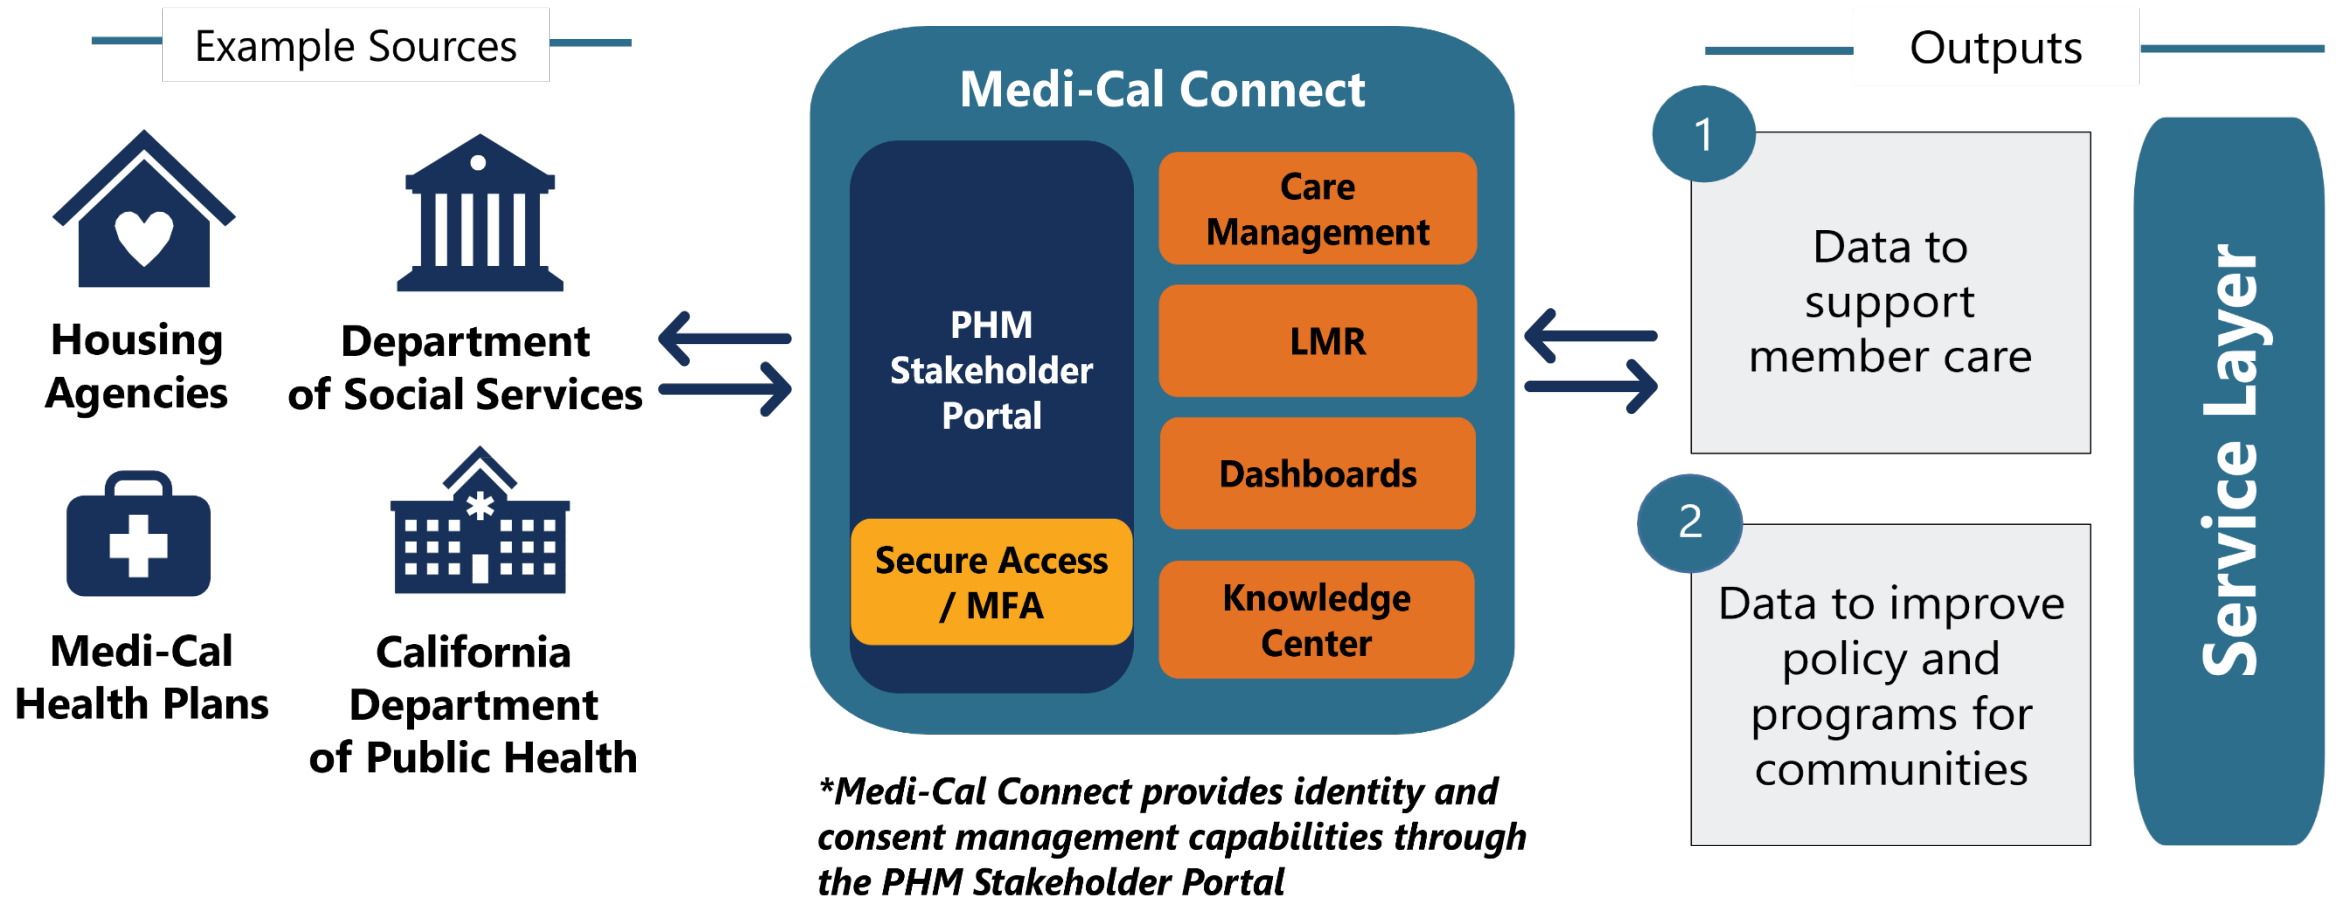 Example Sources
Housing
Agencies
Department
of Social Services
Medi-Cal
Health Plans
California
Department
of Public Health
Medi-Cal Connect
PHM
Stakeholder
Portal
Secure Access
/ MFA
Care
Management
LMR
Dashboards
Knowledge
Center
*Medi-Cal Connect provides identity and
consent management capabilities through
the PHM Stakeholder Portal
Outputs
1
Data to
support
member care
2
Data to improve
policy and
programs for
communities
Service Layer